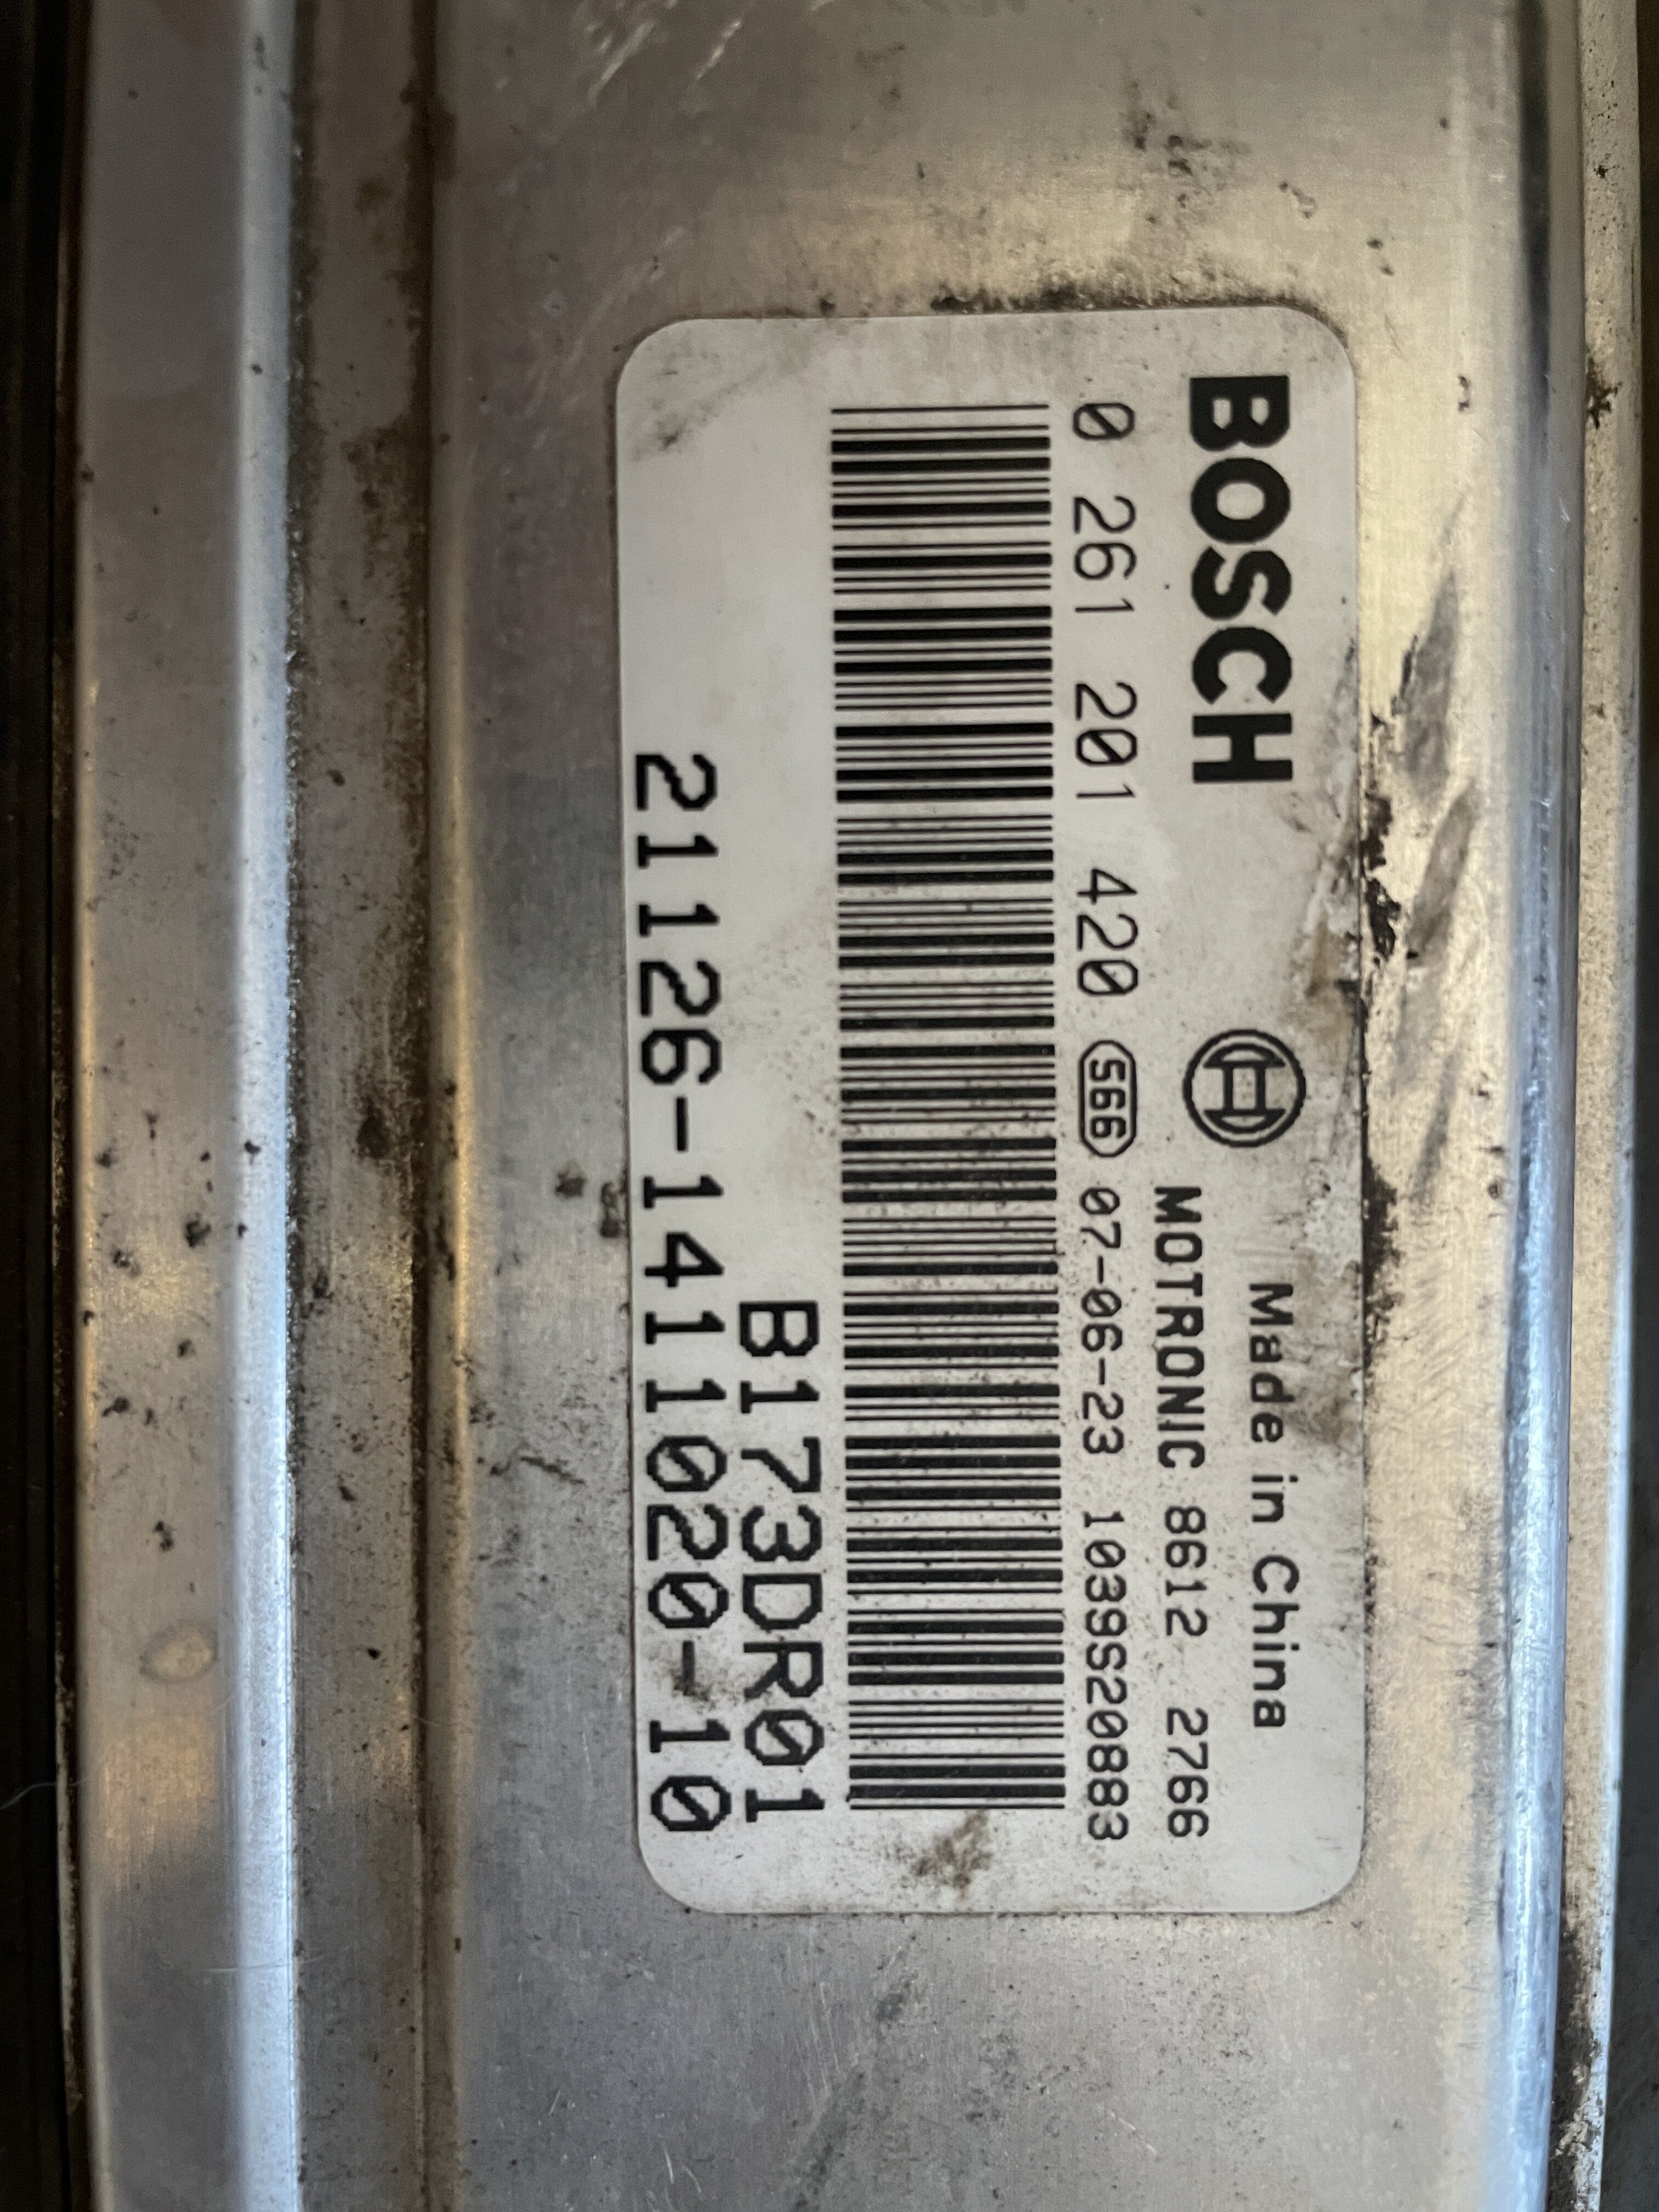 BOSCH
Made in China
MOTRONIC 8612 2766
0 261 201 420 566 07-06-23 1039S20883
B173DR01
21126-1411020-10